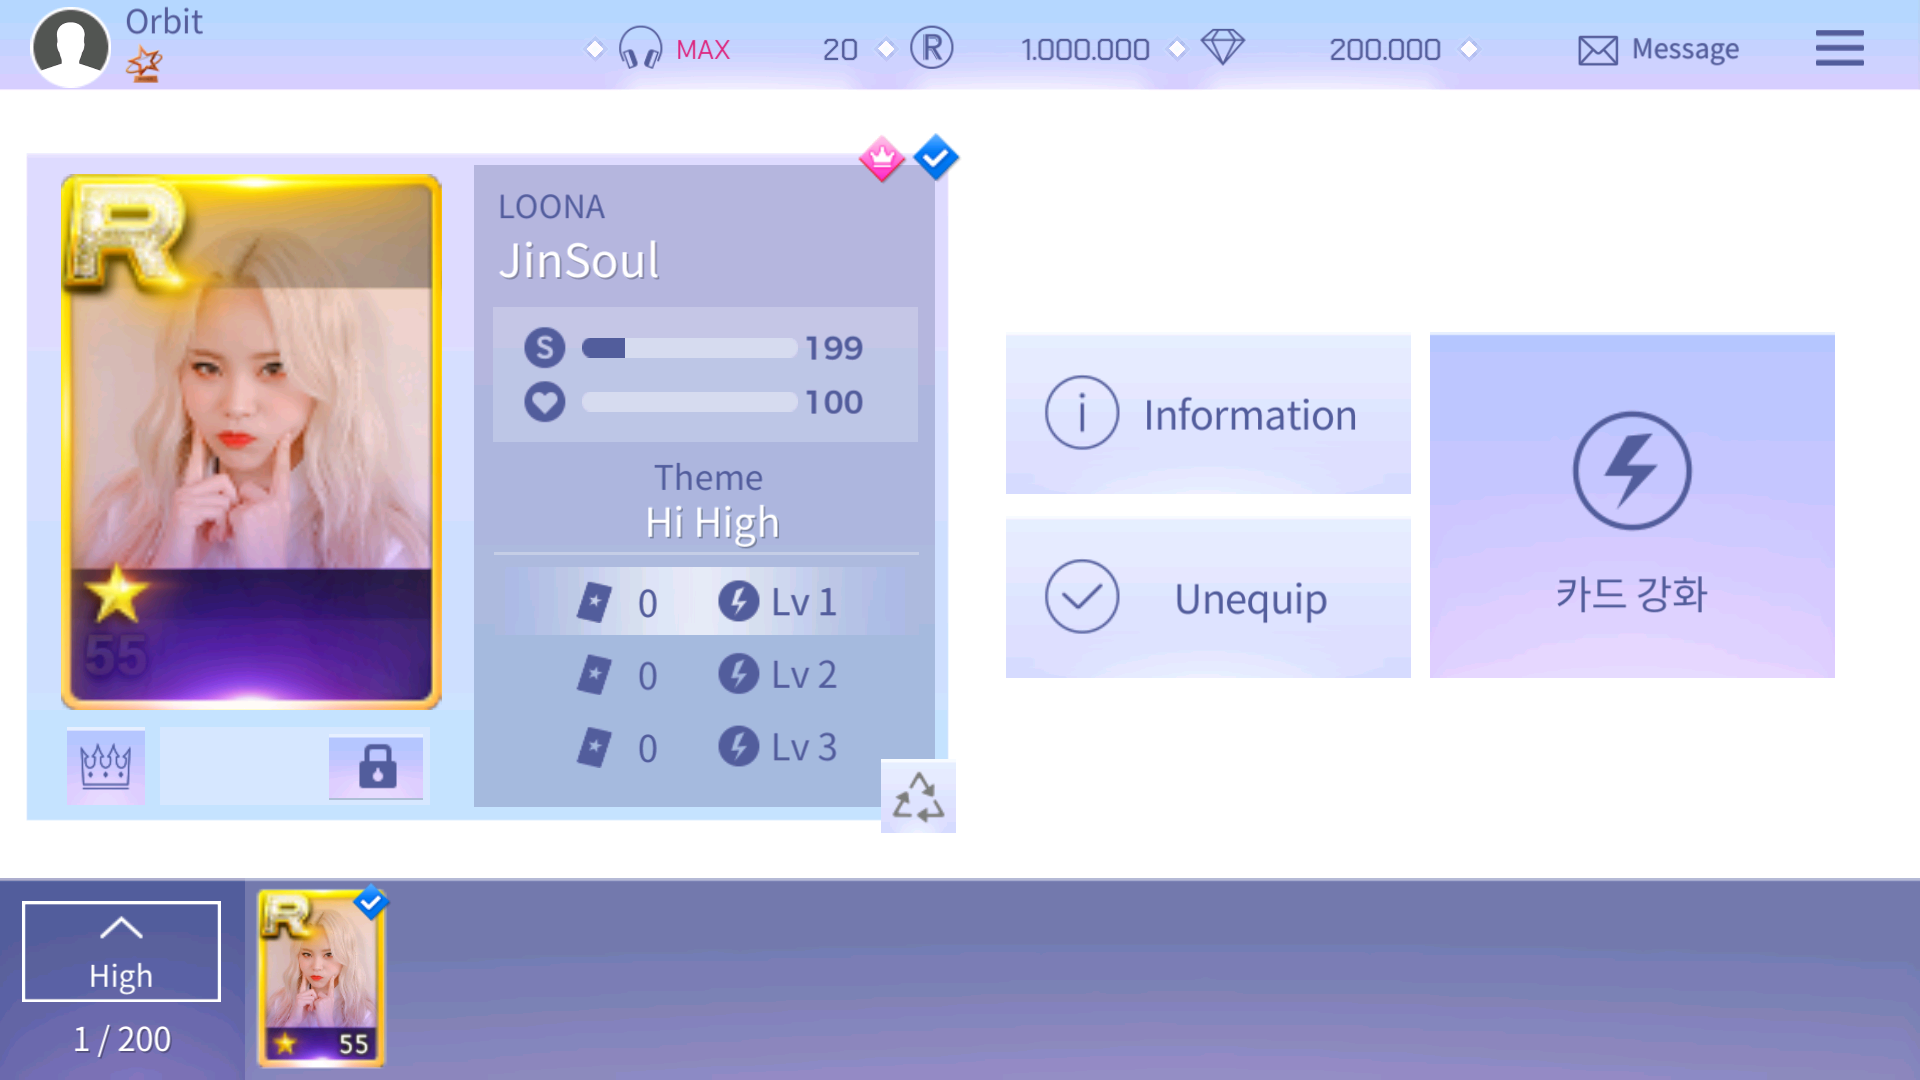 Orbit
MAX
20
R
1.000.000
200.000
Message
R
55
LOONA
JinSoul
S 199
100
Theme
Hi High
0 Lv 1
0 Lv 2
0 Lv 3
i Information
Unequip
카드 강화
High
1 / 200
R
55